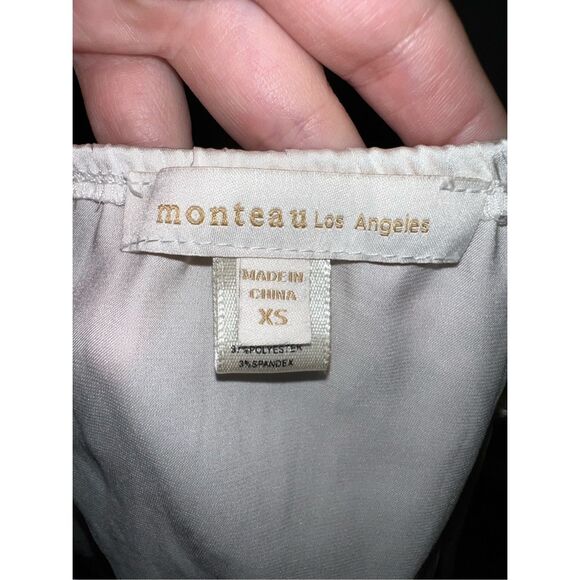 monteau Los Angeles
MADE IN
CHINA
XS
3%SPANDEX